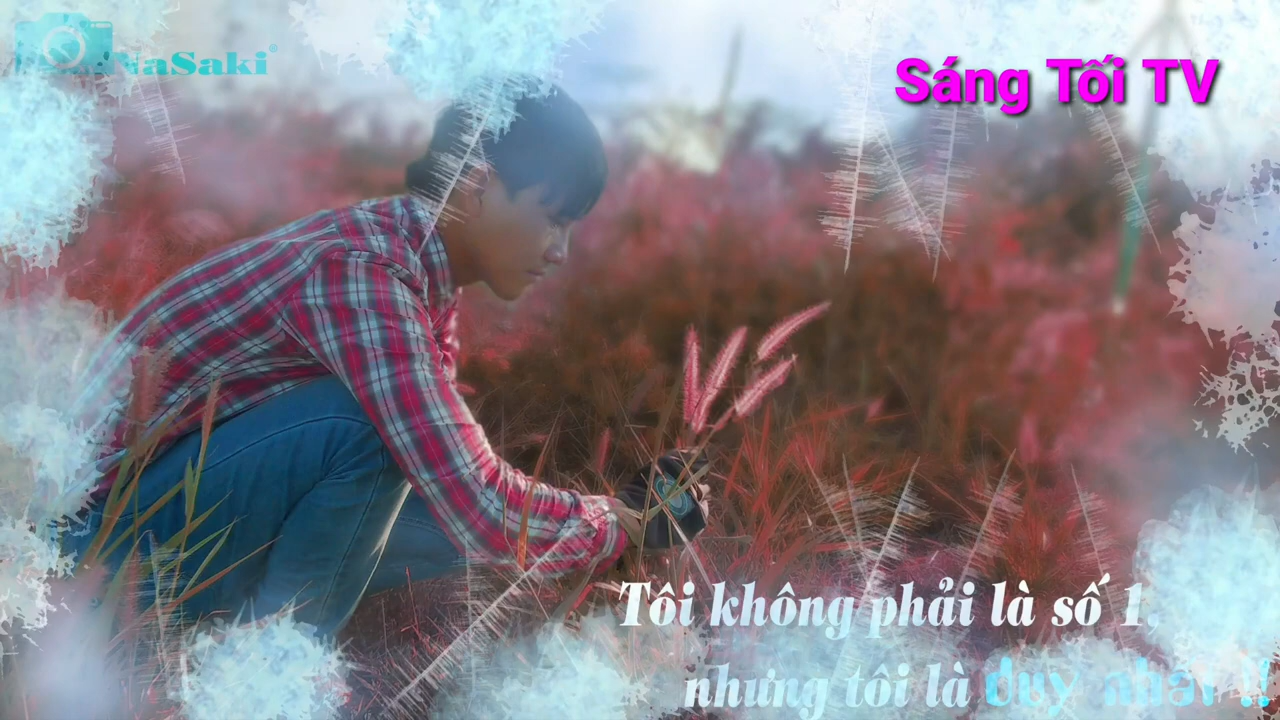 NaSaki
Sáng Tối TV
Tôi không phải là số 1,
nhưng tôi là duy nhất !!